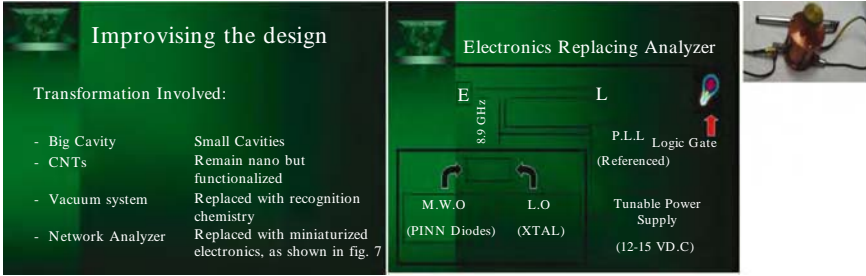 Improvising the design
Transformation Involved:
- Big Cavity Small Cavities
- CNTs Remain nano but
functionalized
- Vacuum system Replaced with recognition
chemistry
- Network Analyzer Replaced with miniaturized
electronics, as shown in fig. 7
Electronics Replacing Analyzer
E L
8.9 GHz
P.L.L Logic Gate
(Referenced)
M.W.O L.O Tunable Power
Supply
(PINN Diodes) (XTAL)
(12-15 VD.C)